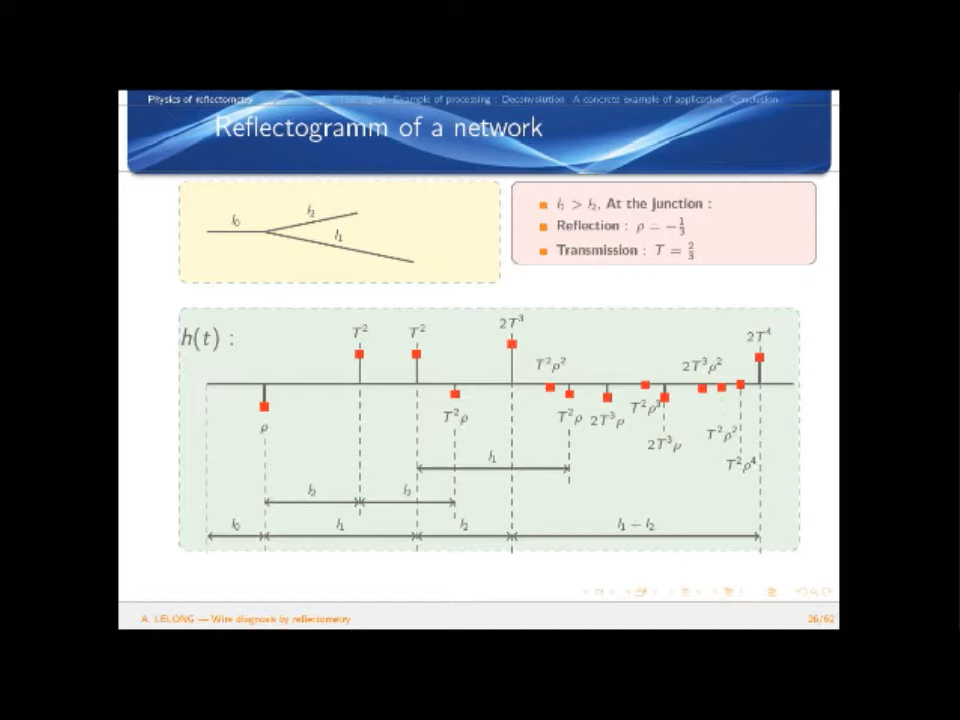 Physics of reflectometry Example of processing : Deconvolution A concrete example of application Conclusion
Reflectogramm of a network
l₀
l₂
l₁
l₁ > l₂, At the junction :
Reflection : ρ = −1/3
Transmission : T = 2/3
h(t) :
T² T² 2T³ 2T⁴
T²ρ² 2T³ρ²
ρ T²ρ T²ρ 2T³ρ T²ρ³
2T³ρ T²ρ²
T²ρ⁴
l₁
l₂ l₂
l₀ l₁ l₂ l₁ − l₂
A. LELONG — Wire diagnosis by reflectometry 26/62